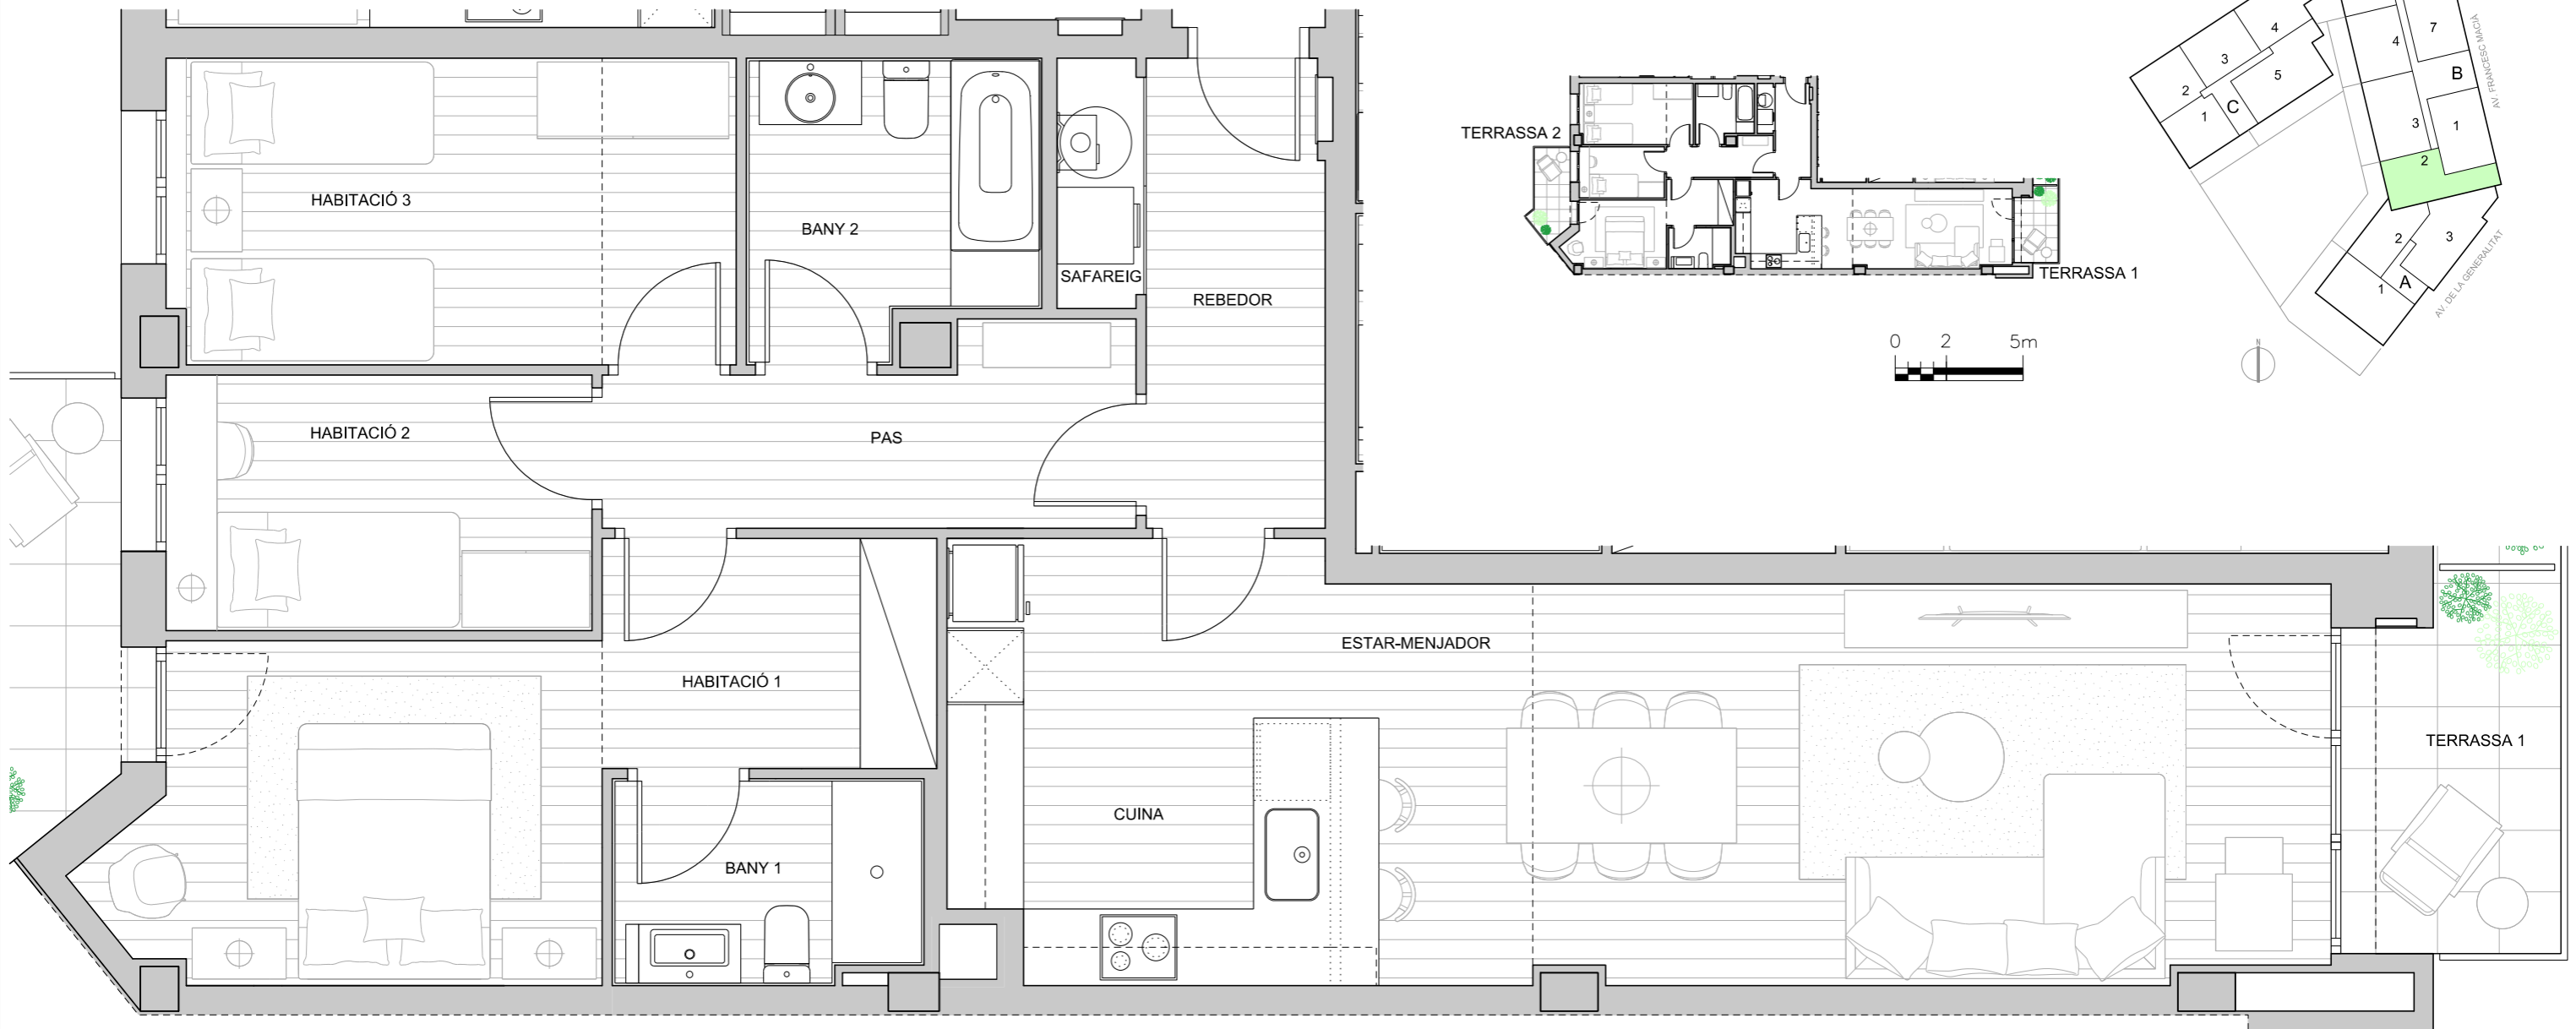 HABITACIÓ 3
BANY 2
SAFAREIG
REBEDOR
HABITACIÓ 2
PAS
HABITACIÓ 1
ESTAR-MENJADOR
CUINA
BANY 1
TERRASSA 1
TERRASSA 2
TERRASSA 1
0 2 5m
N
4
3
5
2
1
C
7
4
B
3
1
2
AV. FRANCESC MACIÀ
2
3
1
A
AV. DE LA GENERALITAT